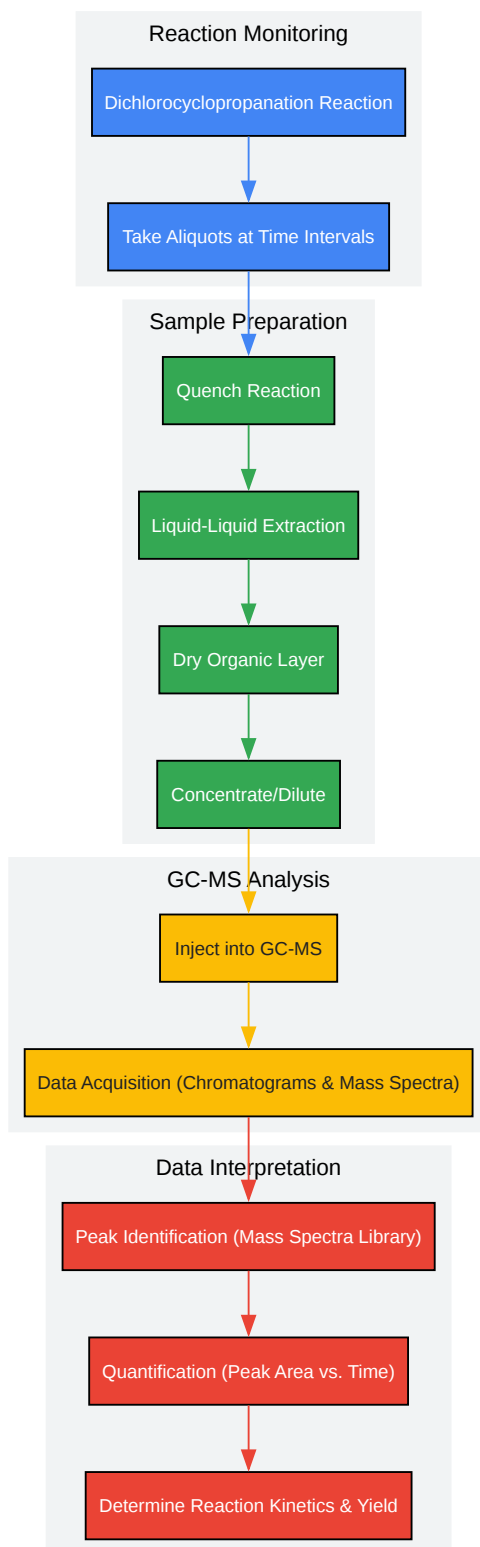 Reaction Monitoring
Dichlorocyclopropanation Reaction
Take Aliquots at Time Intervals
Sample Preparation
Quench Reaction
Liquid-Liquid Extraction
Dry Organic Layer
Concentrate/Dilute
GC-MS Analysis
Inject into GC-MS
Data Acquisition (Chromatograms & Mass Spectra)
Data Interpretation
Peak Identification (Mass Spectra Library)
Quantification (Peak Area vs. Time)
Determine Reaction Kinetics & Yield